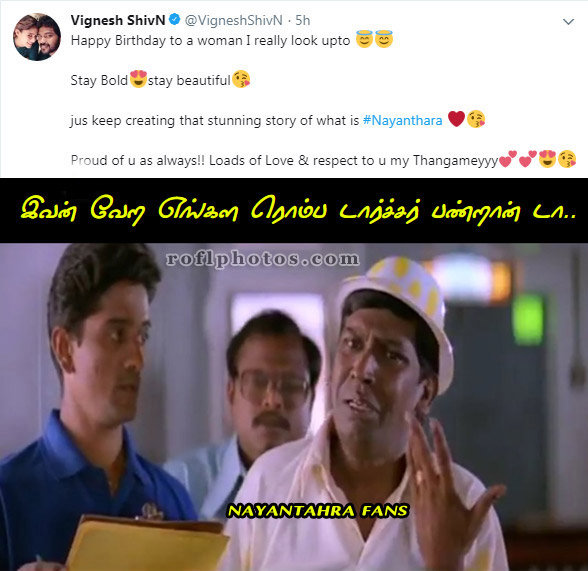 Vignesh ShivN @VigneshShivN · 5h
Happy Birthday to a woman I really look upto 😇😇
Stay Bold😍stay beautiful😘
jus keep creating that stunning story of what is #Nayanthara ❤️😘
Proud of u as always!! Loads of Love & respect to u my Thangameyyy💕💕😍😘
இவன் வேற எங்கள ரொம்ப டார்ச்சர் பண்றான் டா..
roflphotos.com
NAYANTAHRA FANS